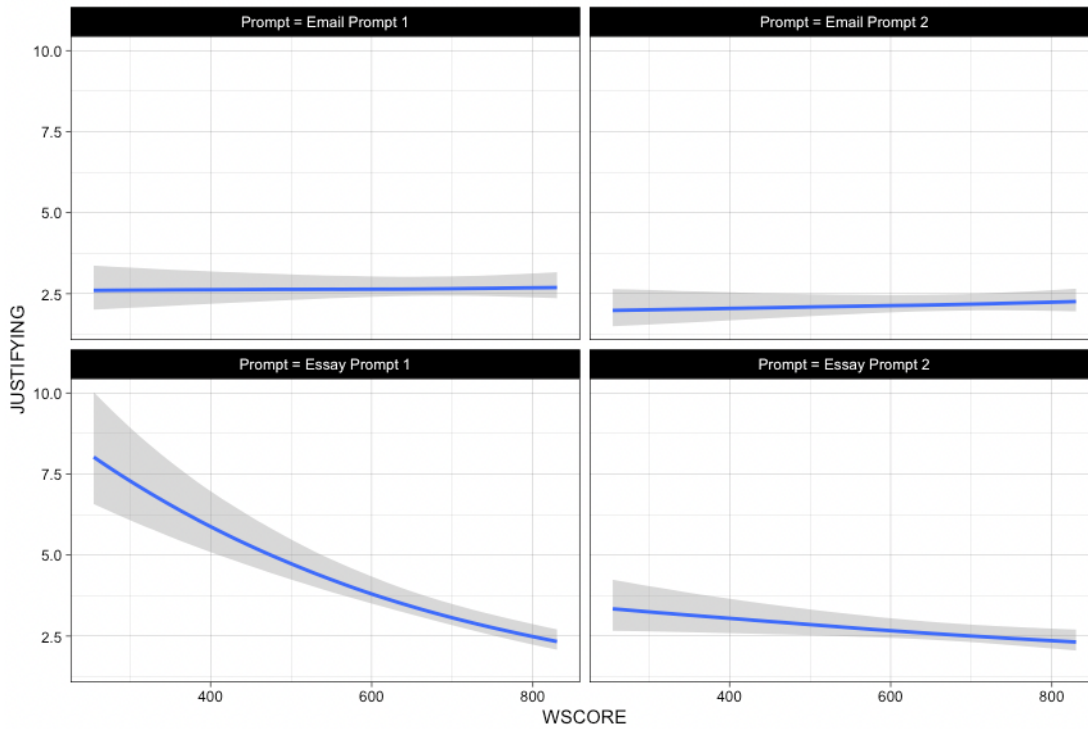 Prompt = Email Prompt 1
Prompt = Email Prompt 2
10.0
7.5
5.0
2.5
JUSTIFYING
Prompt = Essay Prompt 1
Prompt = Essay Prompt 2
10.0
7.5
5.0
2.5
400
600
800
400
600
800
WSCORE